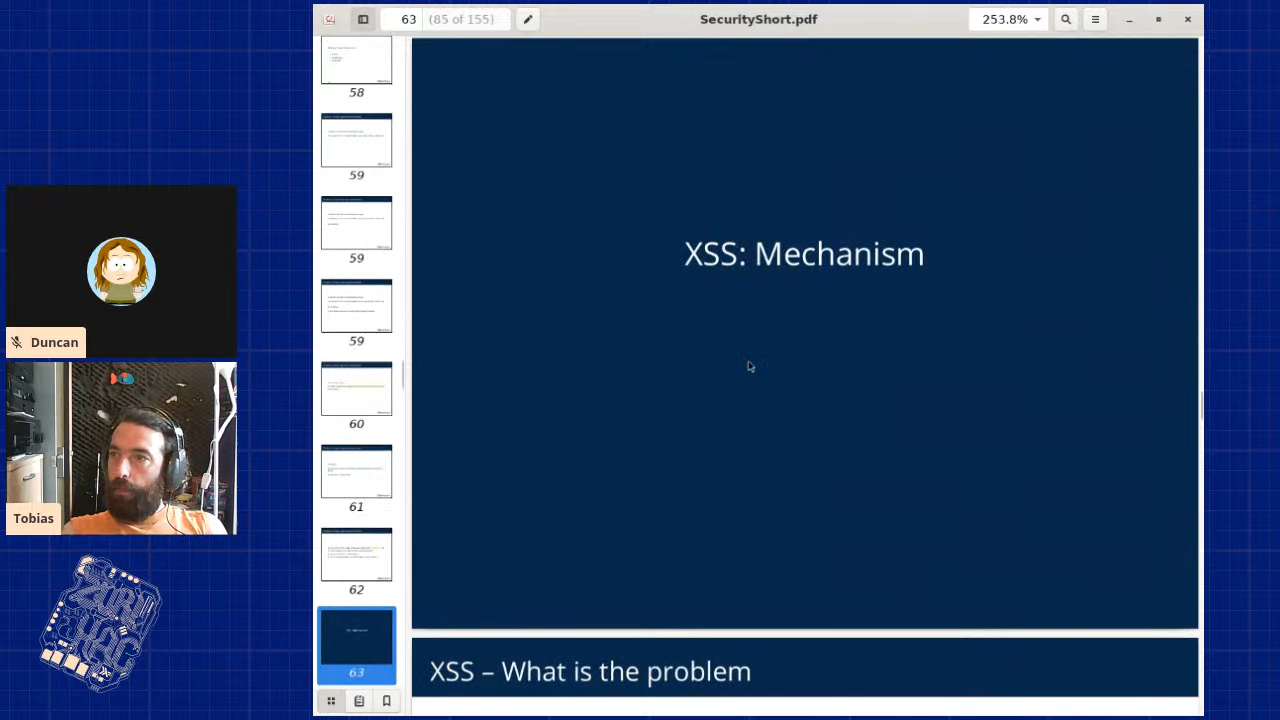 63
(85 of 155)
SecurityShort.pdf
253.8%
58
59
59
59
60
61
62
63
XSS: Mechanism
XSS – What is the problem
Duncan
Tobias